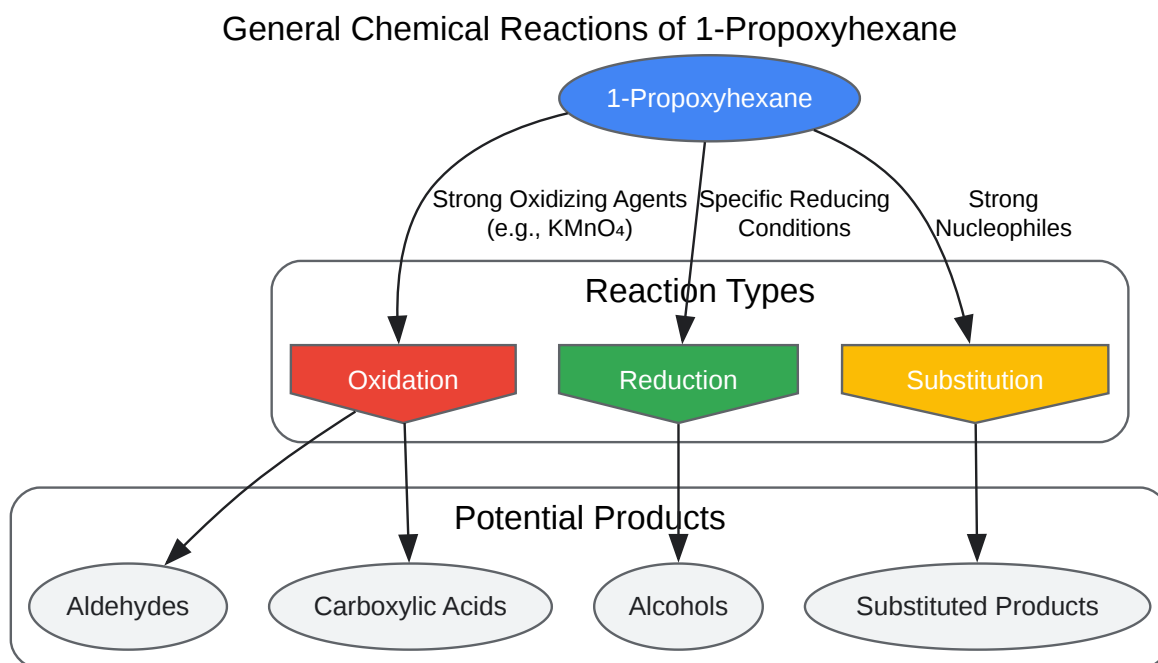 General Chemical Reactions of 1-Propoxyhexane
1-Propoxyhexane
Strong Oxidizing Agents
(e.g., KMnO₄)
Specific Reducing
Conditions
Strong
Nucleophiles
Reaction Types
Oxidation
Reduction
Substitution
Potential Products
Aldehydes
Carboxylic Acids
Alcohols
Substituted Products